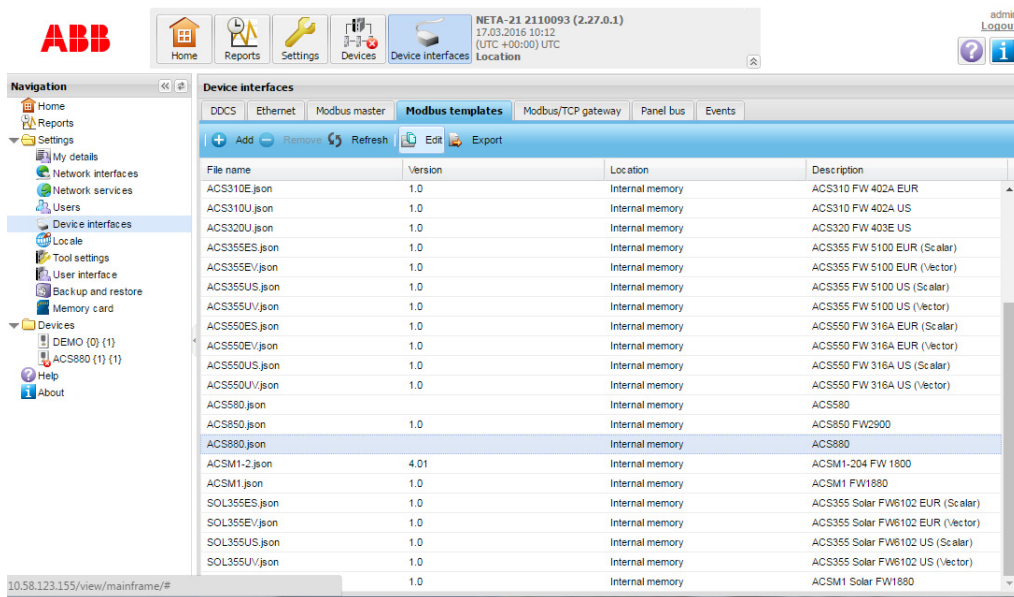 ABB
Home
Reports
Settings
Devices
Device interfaces
NETA-21 2110093 (2.27.0.1)
17.03.2016 10:12
(UTC +00:00) UTC
Location
admin
Logout
Navigation
Home
Reports
Settings
My details
Network interfaces
Network services
Users
Device interfaces
Locale
Tool settings
User interface
Backup and restore
Memory card
Devices
DEMO {0} {1}
ACS880 {1} {1}
Help
About
Device interfaces
DDCS Ethernet Modbus master Modbus templates Modbus/TCP gateway Panel bus Events
Add Remove Refresh Edit Export
File name Version Location Description
ACS310E.json 1.0 Internal memory ACS310 FW 402A EUR
ACS310U.json 1.0 Internal memory ACS310 FW 402A US
ACS320U.json 1.0 Internal memory ACS320 FW 403E US
ACS355ES.json 1.0 Internal memory ACS355 FW 5100 EUR (Scalar)
ACS355EV.json 1.0 Internal memory ACS355 FW 5100 EUR (Vector)
ACS355US.json 1.0 Internal memory ACS355 FW 5100 US (Scalar)
ACS355UV.json 1.0 Internal memory ACS355 FW 5100 US (Vector)
ACS550ES.json 1.0 Internal memory ACS550 FW 316A EUR (Scalar)
ACS550EV.json 1.0 Internal memory ACS550 FW 316A EUR (Vector)
ACS550US.json 1.0 Internal memory ACS550 FW 316A US (Scalar)
ACS550UV.json 1.0 Internal memory ACS550 FW 316A US (Vector)
ACS580.json Internal memory ACS580
ACS850.json 1.0 Internal memory ACS850 FW2900
ACS880.json Internal memory ACS880
ACSM1-2.json 4.01 Internal memory ACSM1-204 FW 1800
ACSM1.json 1.0 Internal memory ACSM1 FW1880
SOL355ES.json 1.0 Internal memory ACS355 Solar FW6102 EUR (Scalar)
SOL355EV.json 1.0 Internal memory ACS355 Solar FW6102 EUR (Vector)
SOL355US.json 1.0 Internal memory ACS355 Solar FW6102 US (Scalar)
SOL355UV.json 1.0 Internal memory ACS355 Solar FW6102 US (Vector)
1.0 Internal memory ACSM1 Solar FW1880
10.58.123.155/view/mainframe/#